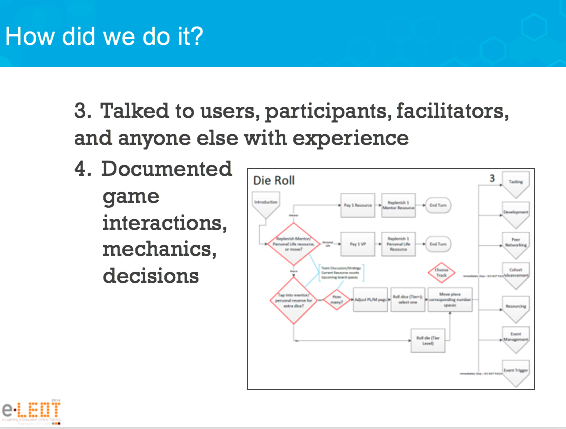 How did we do it?
3. Talked to users, participants, facilitators,
and anyone else with experience
4. Documented
game
interactions,
mechanics,
decisions
Die Roll
3
Introduction
Pay 1 Resource
Replenish 1
Mentor Resource
End Turn
Replenish Mentor/
Personal Life resource,
or move?
Pay 1 VP
Replenish 1
Personal Life
Resource
End Turn
Team Discussion/Strategy
Current Resource counts
Upcoming board spaces
Choose
Track
Tap into mentor/
personal reserve for
extra dice?
How
many?
Adjust PL/M pegs
Roll dice (Tier+)
select one
Move piece
corresponding number
spaces
Roll die (Tier
Level)
Tasking
Development
Peer
Networking
Cohort
Resourcing
Event
Management
Event Trigger
e-LEOT